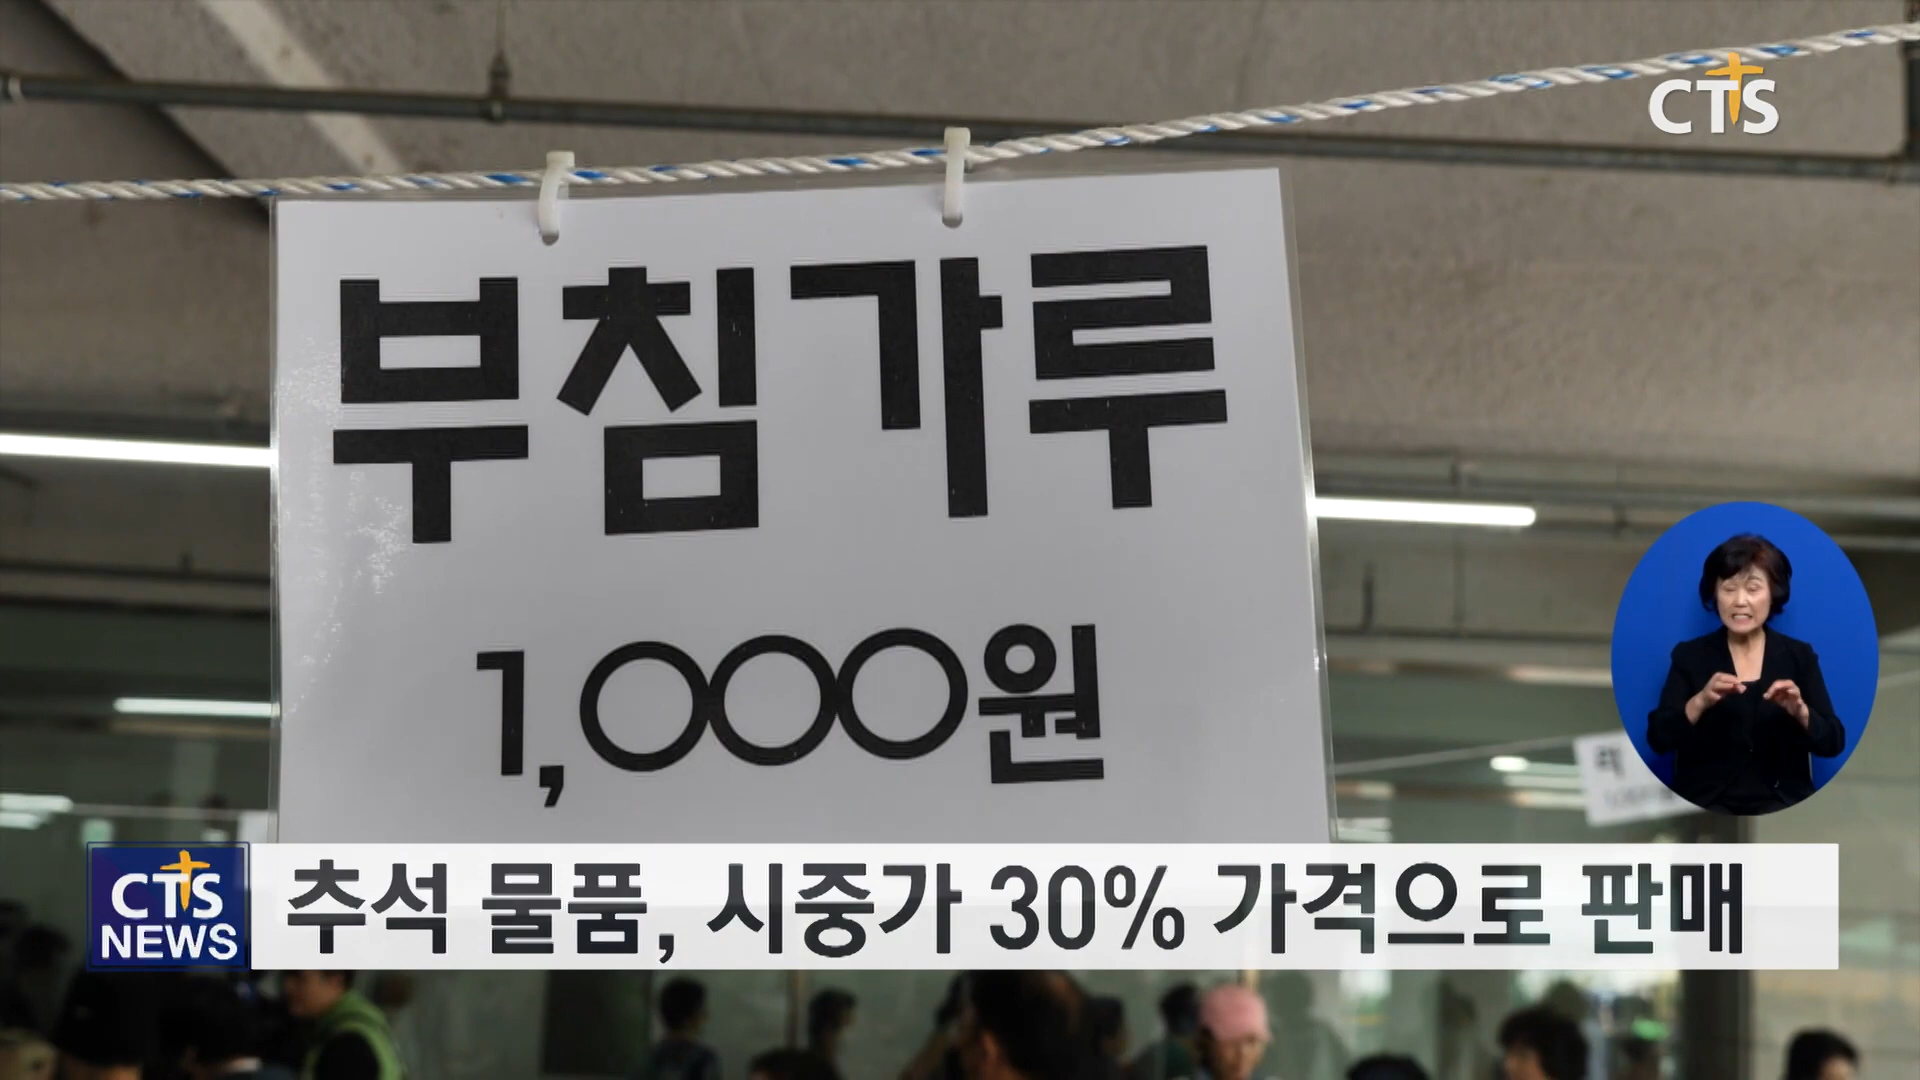 CTS
부침가루
1,000원
CTS
NEWS
추석 물품, 시중가 30% 가격으로 판매